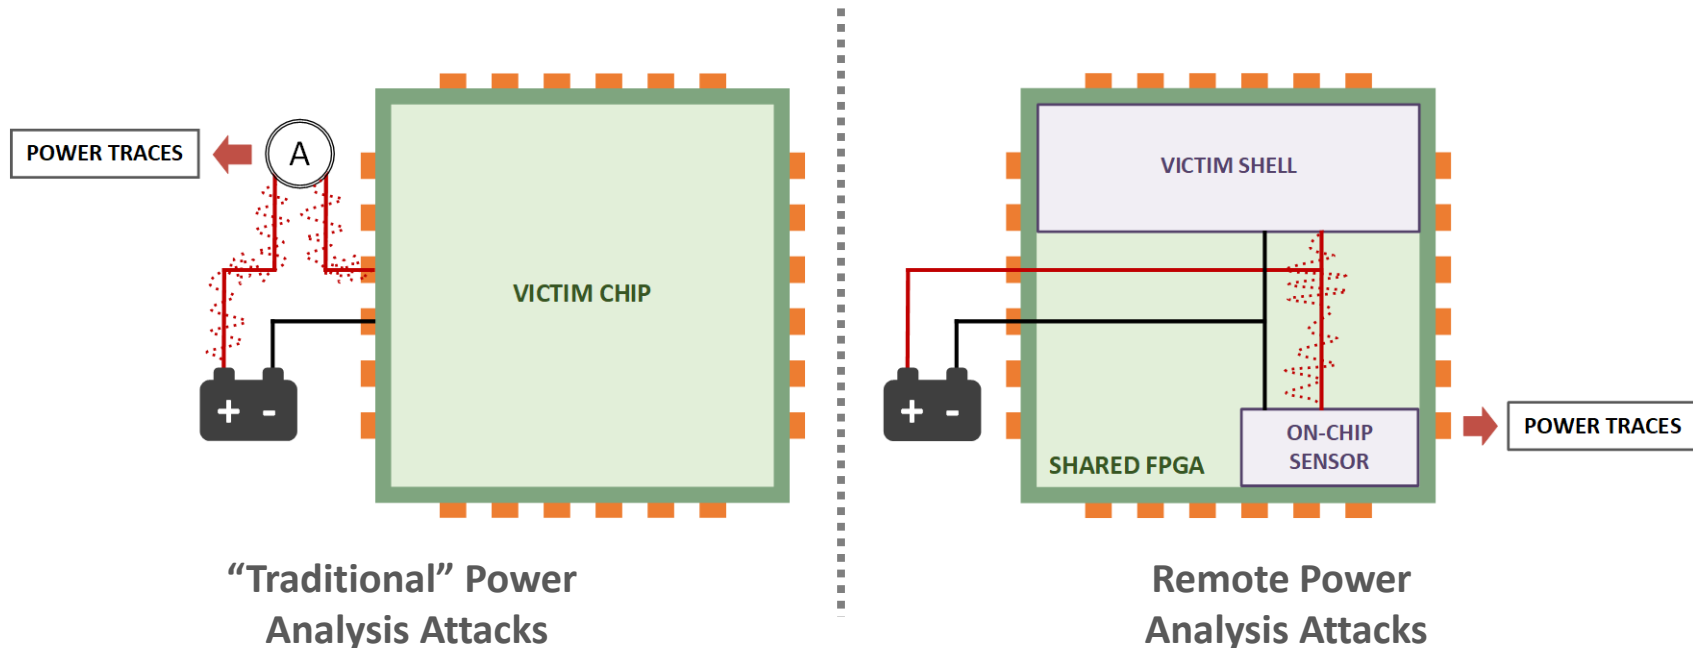 POWER TRACES
A
VICTIM CHIP
+ -
“Traditional” Power
Analysis Attacks
VICTIM SHELL
+ -
ON-CHIP
SENSOR
SHARED FPGA
POWER TRACES
Remote Power
Analysis Attacks